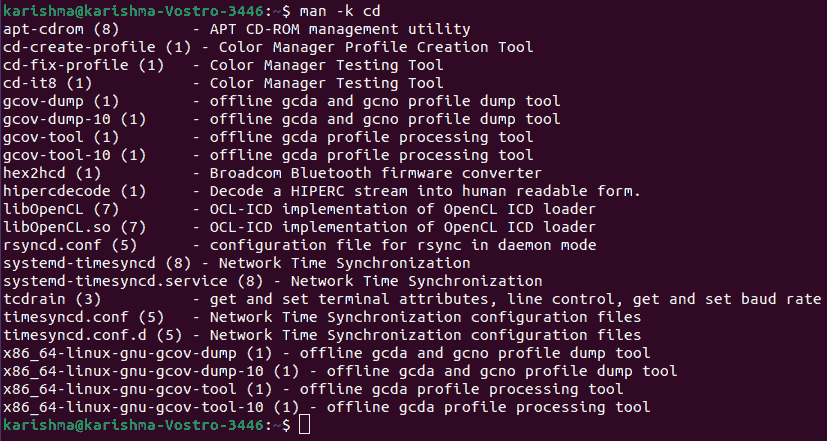 karishma@karishma-Vostro-3446:~$ man -k cd
apt-cdrom (8)        - APT CD-ROM management utility
cd-create-profile (1) - Color Manager Profile Creation Tool
cd-fix-profile (1)   - Color Manager Testing Tool
cd-it8 (1)           - Color Manager Testing Tool
gcov-dump (1)        - offline gcda and gcno profile dump tool
gcov-dump-10 (1)     - offline gcda and gcno profile dump tool
gcov-tool (1)        - offline gcda profile processing tool
gcov-tool-10 (1)     - offline gcda profile processing tool
hex2hcd (1)          - Broadcom Bluetooth firmware converter
hipercdecode (1)     - Decode a HIPERC stream into human readable form.
libOpenCL (7)        - OCL-ICD implementation of OpenCL ICD loader
libOpenCL.so (7)     - OCL-ICD implementation of OpenCL ICD loader
rsyncd.conf (5)      - configuration file for rsync in daemon mode
systemd-timesyncd (8) - Network Time Synchronization
systemd-timesyncd.service (8) - Network Time Synchronization
tcdrain (3)          - get and set terminal attributes, line control, get and set baud rate
timesyncd.conf (5)   - Network Time Synchronization configuration files
timesyncd.conf.d (5) - Network Time Synchronization configuration files
x86_64-linux-gnu-gcov-dump (1) - offline gcda and gcno profile dump tool
x86_64-linux-gnu-gcov-dump-10 (1) - offline gcda and gcno profile dump tool
x86_64-linux-gnu-gcov-tool (1) - offline gcda profile processing tool
x86_64-linux-gnu-gcov-tool-10 (1) - offline gcda profile processing tool
karishma@karishma-Vostro-3446:~$